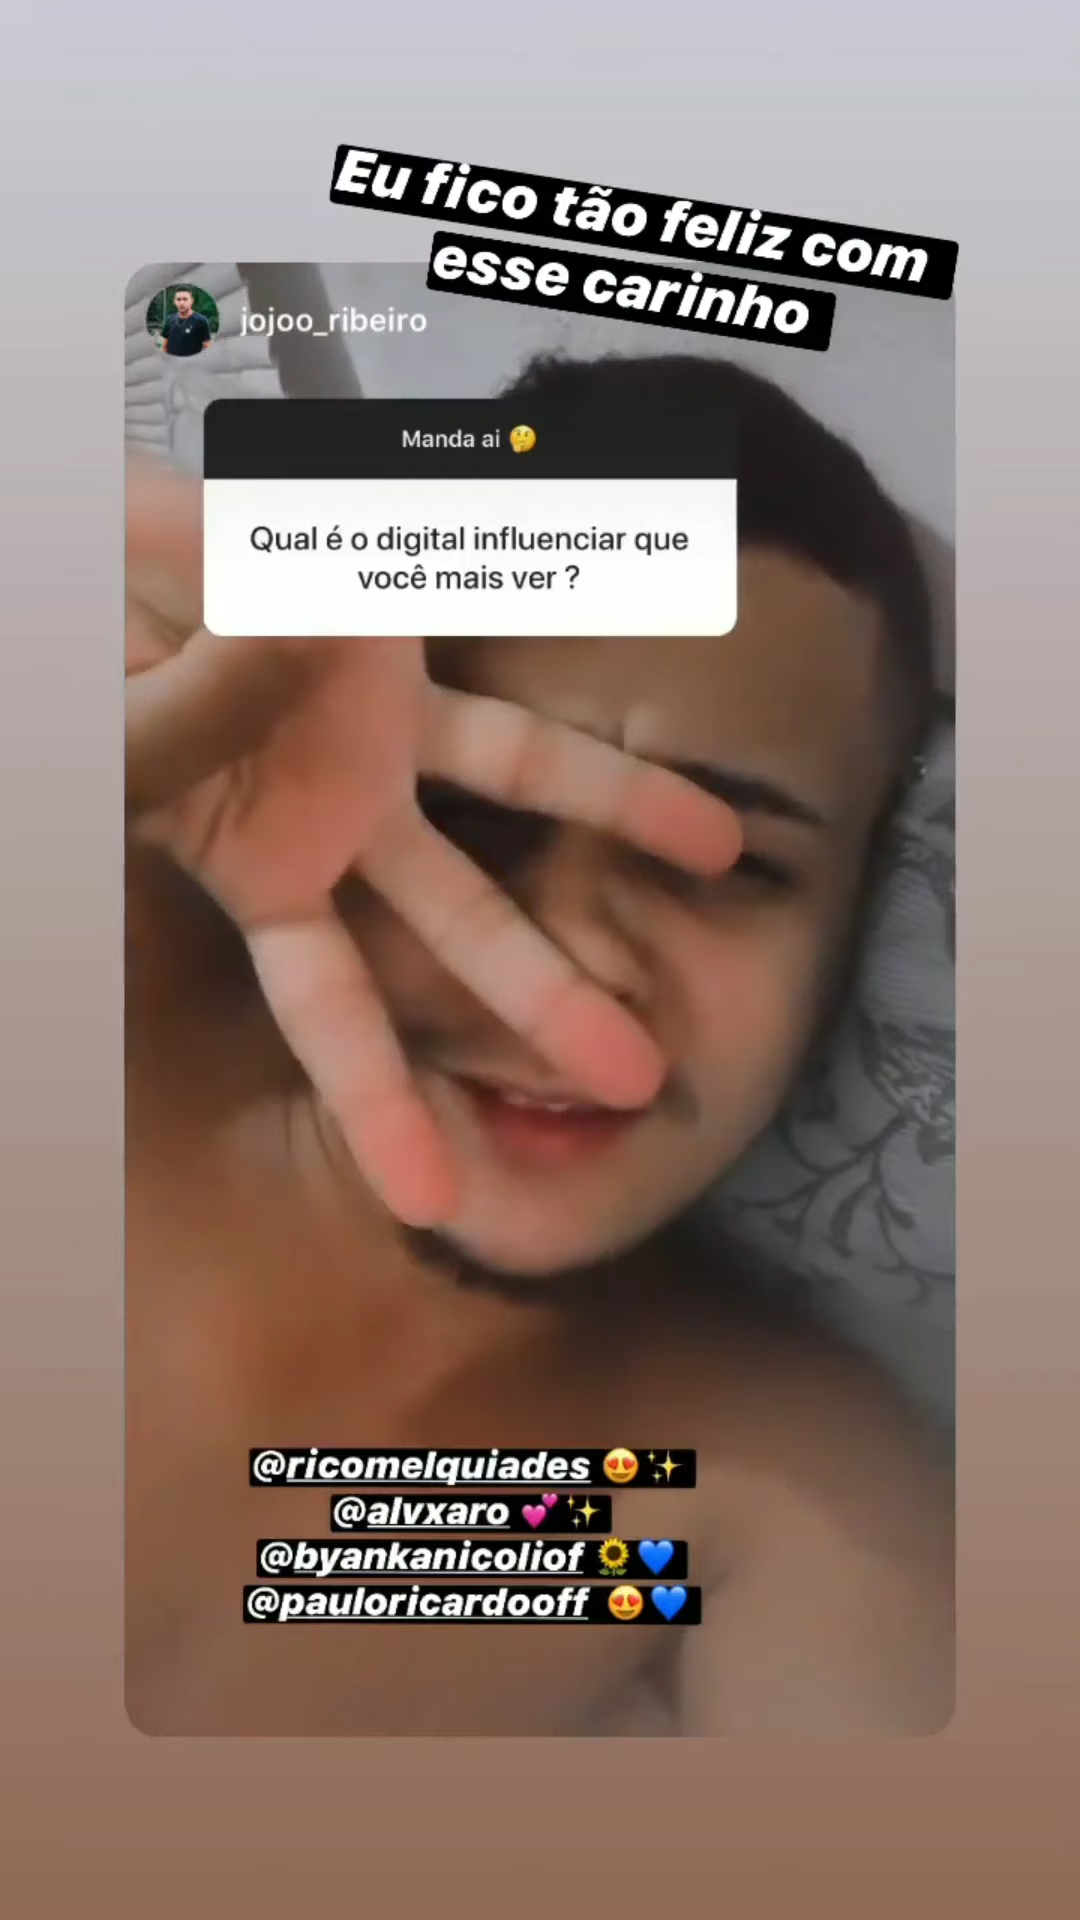 Eu fico tão feliz com
esse carinho
jojoo_ribeiro
Manda ai 🤔
Qual é o digital influenciar que
você mais ver ?
@ricomelquiades 😍✨
@alvxaro 💕✨
@byankanicoliof 🌻💙
@pauloricardooff 😍💙